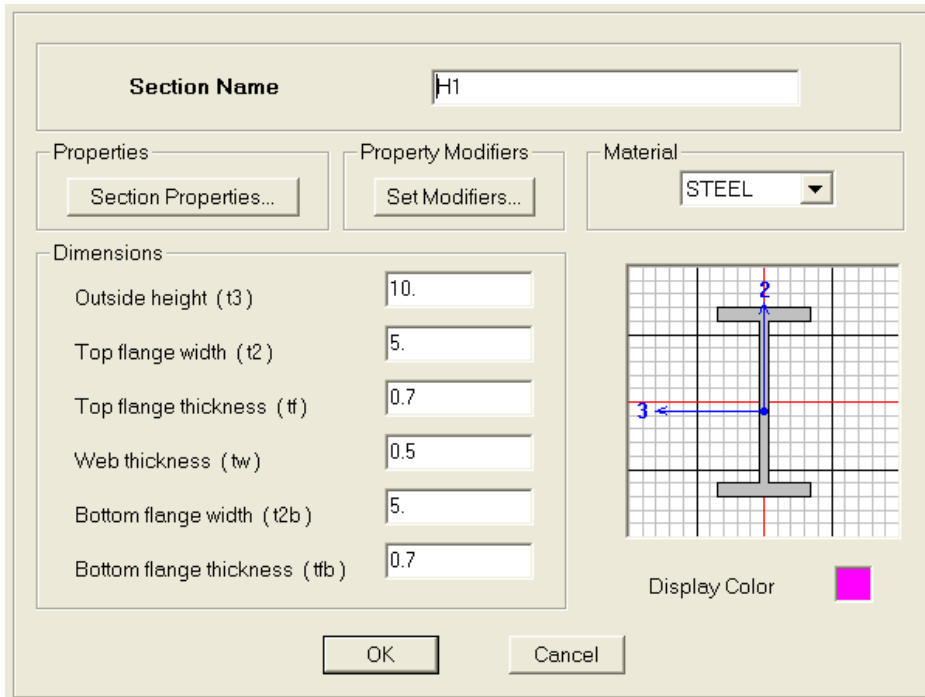 Section Name H1
Properties Property Modifiers Material
Section Properties... Set Modifiers... STEEL
Dimensions
Outside height (t3) 10.
Top flange width (t2) 5.
Top flange thickness (tf) 0.7
Web thickness (tw) 0.5
Bottom flange width (t2b) 5.
Bottom flange thickness (tfb) 0.7
2
3
Display Color
OK Cancel